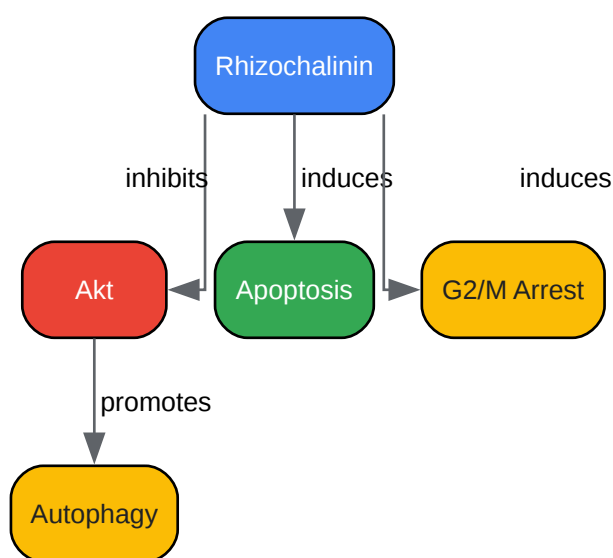 Rhizochalinin
inhibits
induces
induces
Akt
Apoptosis
G2/M Arrest
promotes
Autophagy